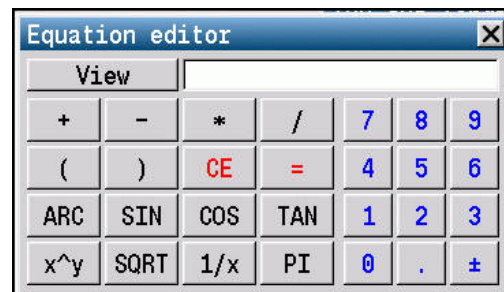 Equation editor
View
+ - * / 7 8 9
( ) CE = 4 5 6
ARC SIN COS TAN 1 2 3
x^y SQRT 1/x PI 0 . ±